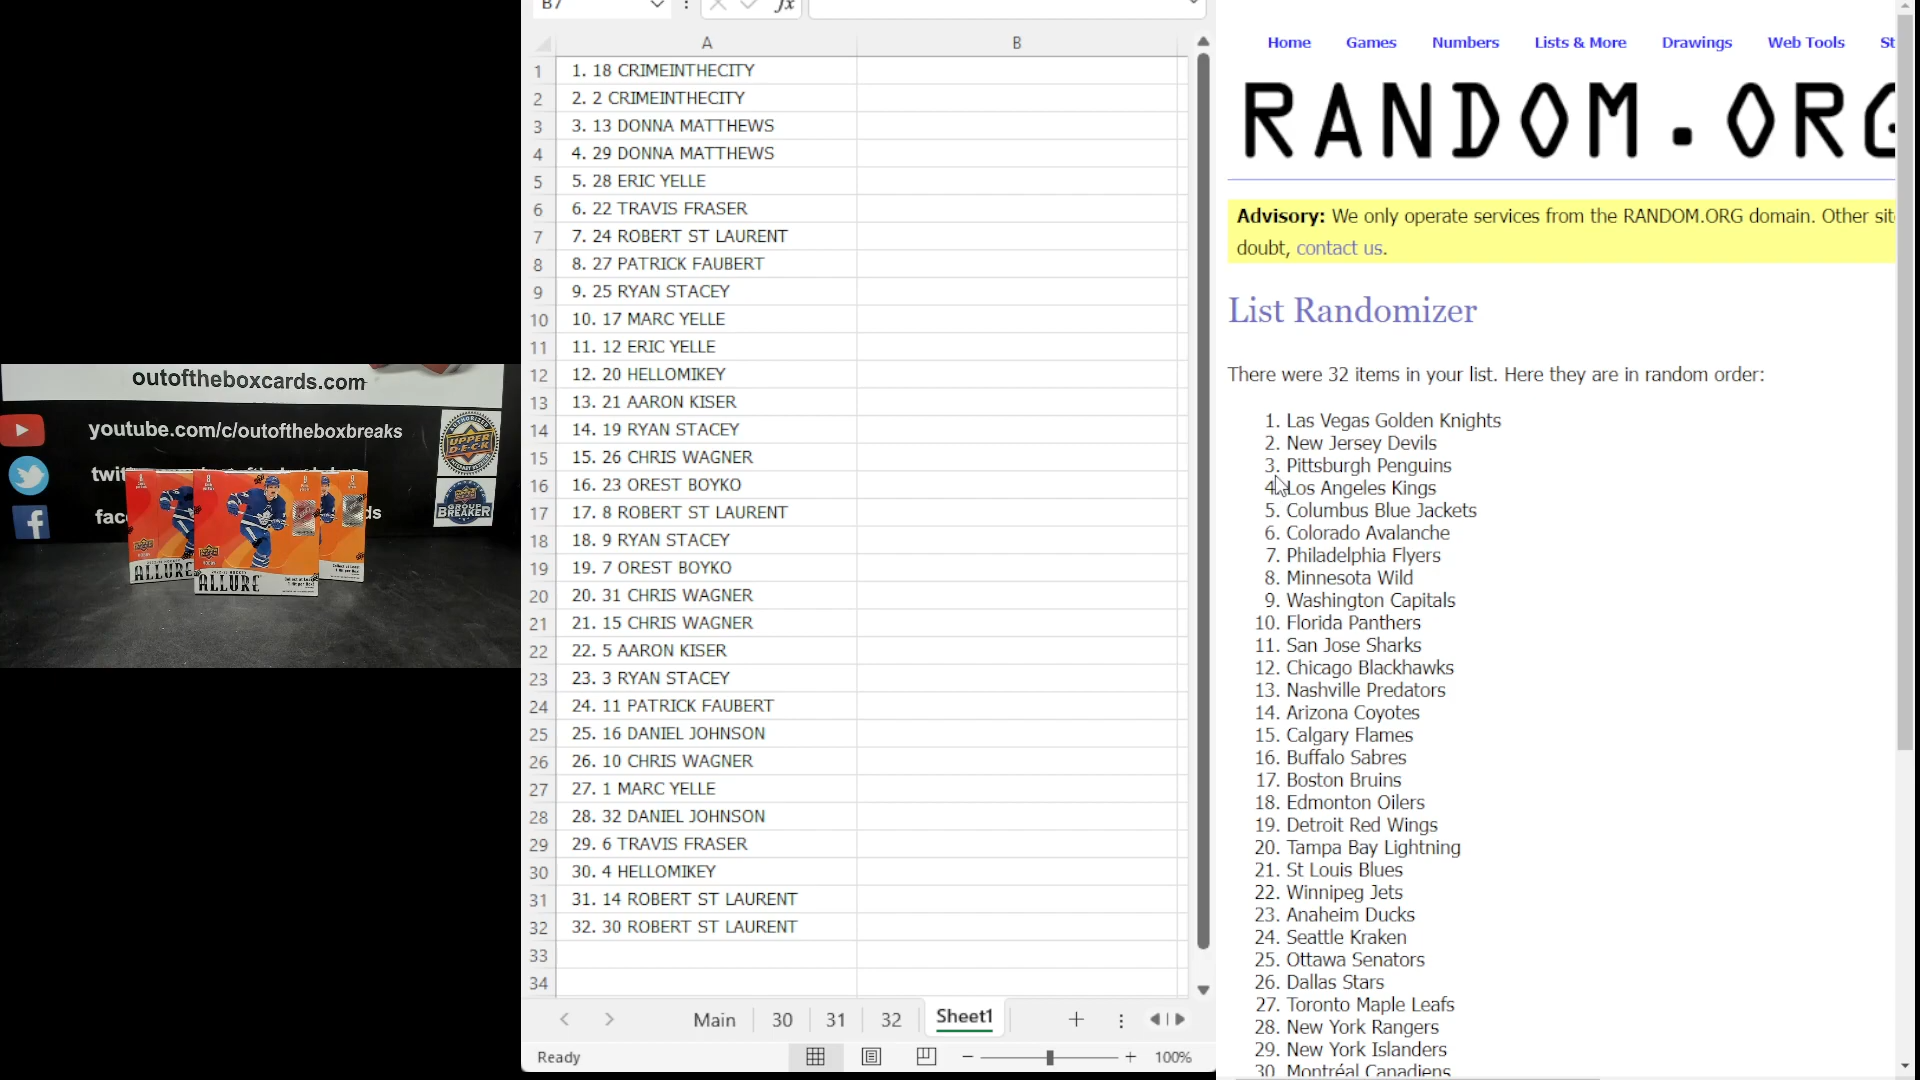 outoftheboxcards.com
youtube.com/c/outoftheboxbreaks
twit
fac
ds
UPPER DECK
GROUP BREAKER
ALLURE
ALLURE
B7
fx
A
B
1 1. 18 CRIMEINTHECITY
2 2. 2 CRIMEINTHECITY
3 3. 13 DONNA MATTHEWS
4 4. 29 DONNA MATTHEWS
5 5. 28 ERIC YELLE
6 6. 22 TRAVIS FRASER
7 7. 24 ROBERT ST LAURENT
8 8. 27 PATRICK FAUBERT
9 9. 25 RYAN STACEY
10 10. 17 MARC YELLE
11 11. 12 ERIC YELLE
12 12. 20 HELLOMIKEY
13 13. 21 AARON KISER
14 14. 19 RYAN STACEY
15 15. 26 CHRIS WAGNER
16 16. 23 OREST BOYKO
17 17. 8 ROBERT ST LAURENT
18 18. 9 RYAN STACEY
19 19. 7 OREST BOYKO
20 20. 31 CHRIS WAGNER
21 21. 15 CHRIS WAGNER
22 22. 5 AARON KISER
23 23. 3 RYAN STACEY
24 24. 11 PATRICK FAUBERT
25 25. 16 DANIEL JOHNSON
26 26. 10 CHRIS WAGNER
27 27. 1 MARC YELLE
28 28. 32 DANIEL JOHNSON
29 29. 6 TRAVIS FRASER
30 30. 4 HELLOMIKEY
31 31. 14 ROBERT ST LAURENT
32 32. 30 ROBERT ST LAURENT
33
34
Main 30 31 32 Sheet1
Ready
100%
Home Games Numbers Lists & More Drawings Web Tools St
RANDOM.ORG
Advisory: We only operate services from the RANDOM.ORG domain. Other sit
doubt, contact us.
List Randomizer
There were 32 items in your list. Here they are in random order:
1. Las Vegas Golden Knights
2. New Jersey Devils
3. Pittsburgh Penguins
4. Los Angeles Kings
5. Columbus Blue Jackets
6. Colorado Avalanche
7. Philadelphia Flyers
8. Minnesota Wild
9. Washington Capitals
10. Florida Panthers
11. San Jose Sharks
12. Chicago Blackhawks
13. Nashville Predators
14. Arizona Coyotes
15. Calgary Flames
16. Buffalo Sabres
17. Boston Bruins
18. Edmonton Oilers
19. Detroit Red Wings
20. Tampa Bay Lightning
21. St Louis Blues
22. Winnipeg Jets
23. Anaheim Ducks
24. Seattle Kraken
25. Ottawa Senators
26. Dallas Stars
27. Toronto Maple Leafs
28. New York Rangers
29. New York Islanders
30. Montréal Canadiens